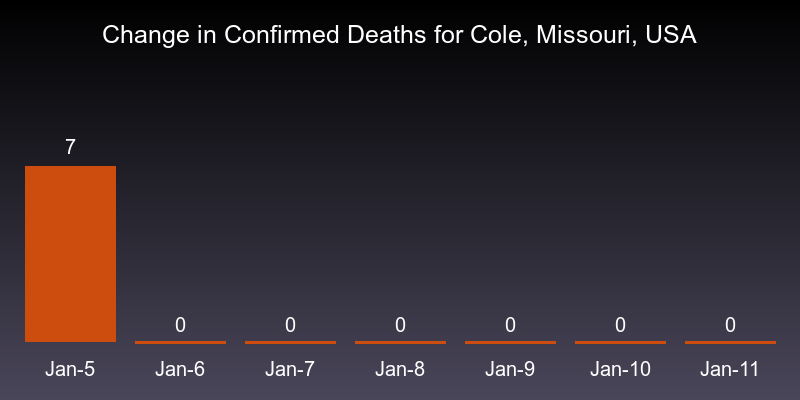 Change in Confirmed Deaths for Cole, Missouri, USA
7
0 0 0 0 0 0
Jan-5 Jan-6 Jan-7 Jan-8 Jan-9 Jan-10 Jan-11